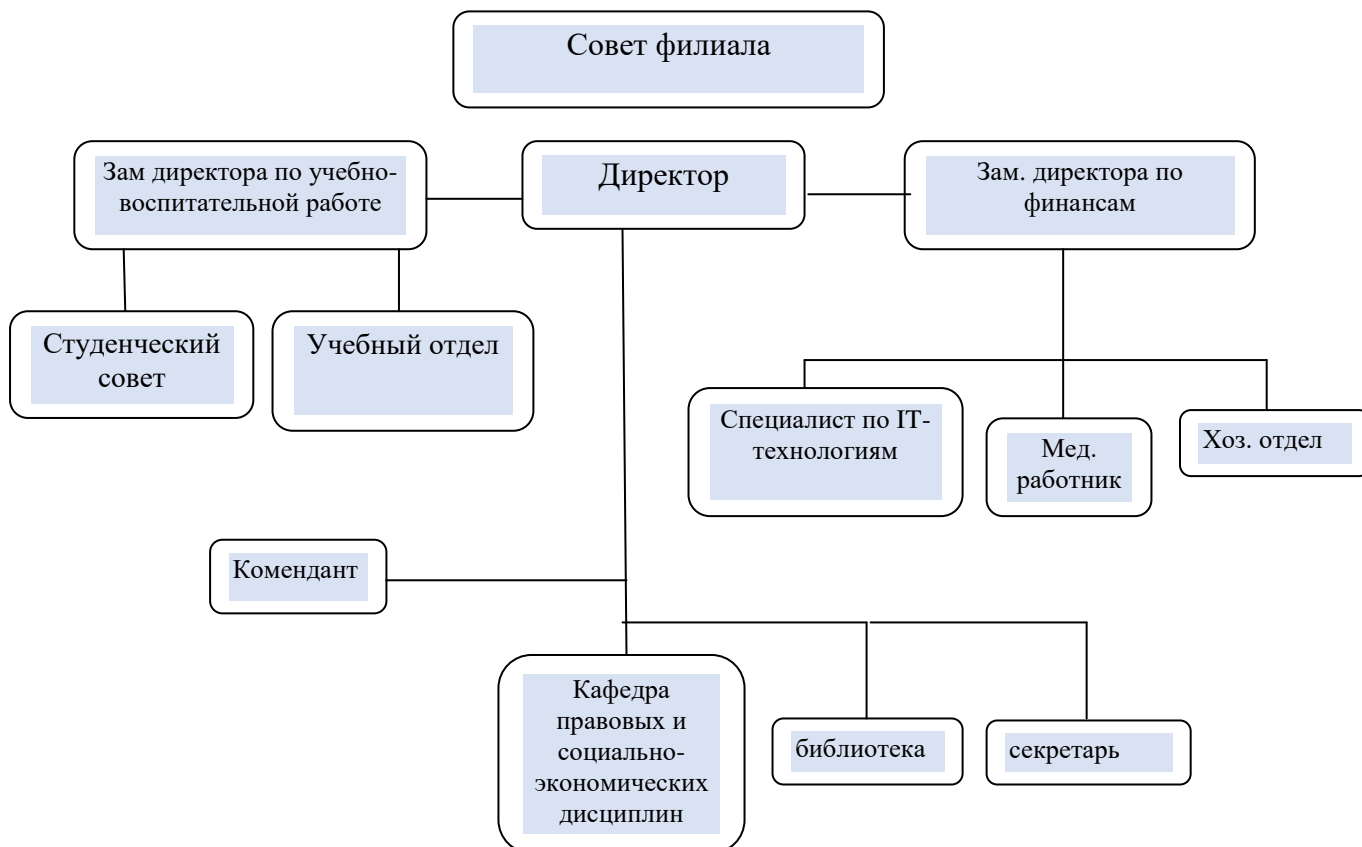 Совет филиала
Зам директора по учебно-
воспитательной работе
Директор
Зам. директора по
финансам
Студенческий
совет
Учебный отдел
Специалист по IT-
технологиям
Мед.
работник
Хоз. отдел
Комендант
Кафедра
правовых и
социально-
экономических
дисциплин
библиотека
секретарь